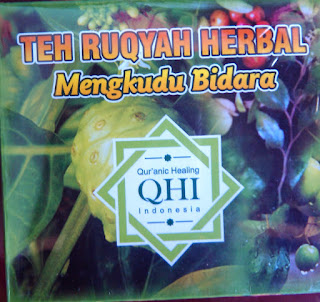 TEH RUQYAH HERBAL
Mengkudu Bidara
Qur'anic Healing
QHI
Indonesia